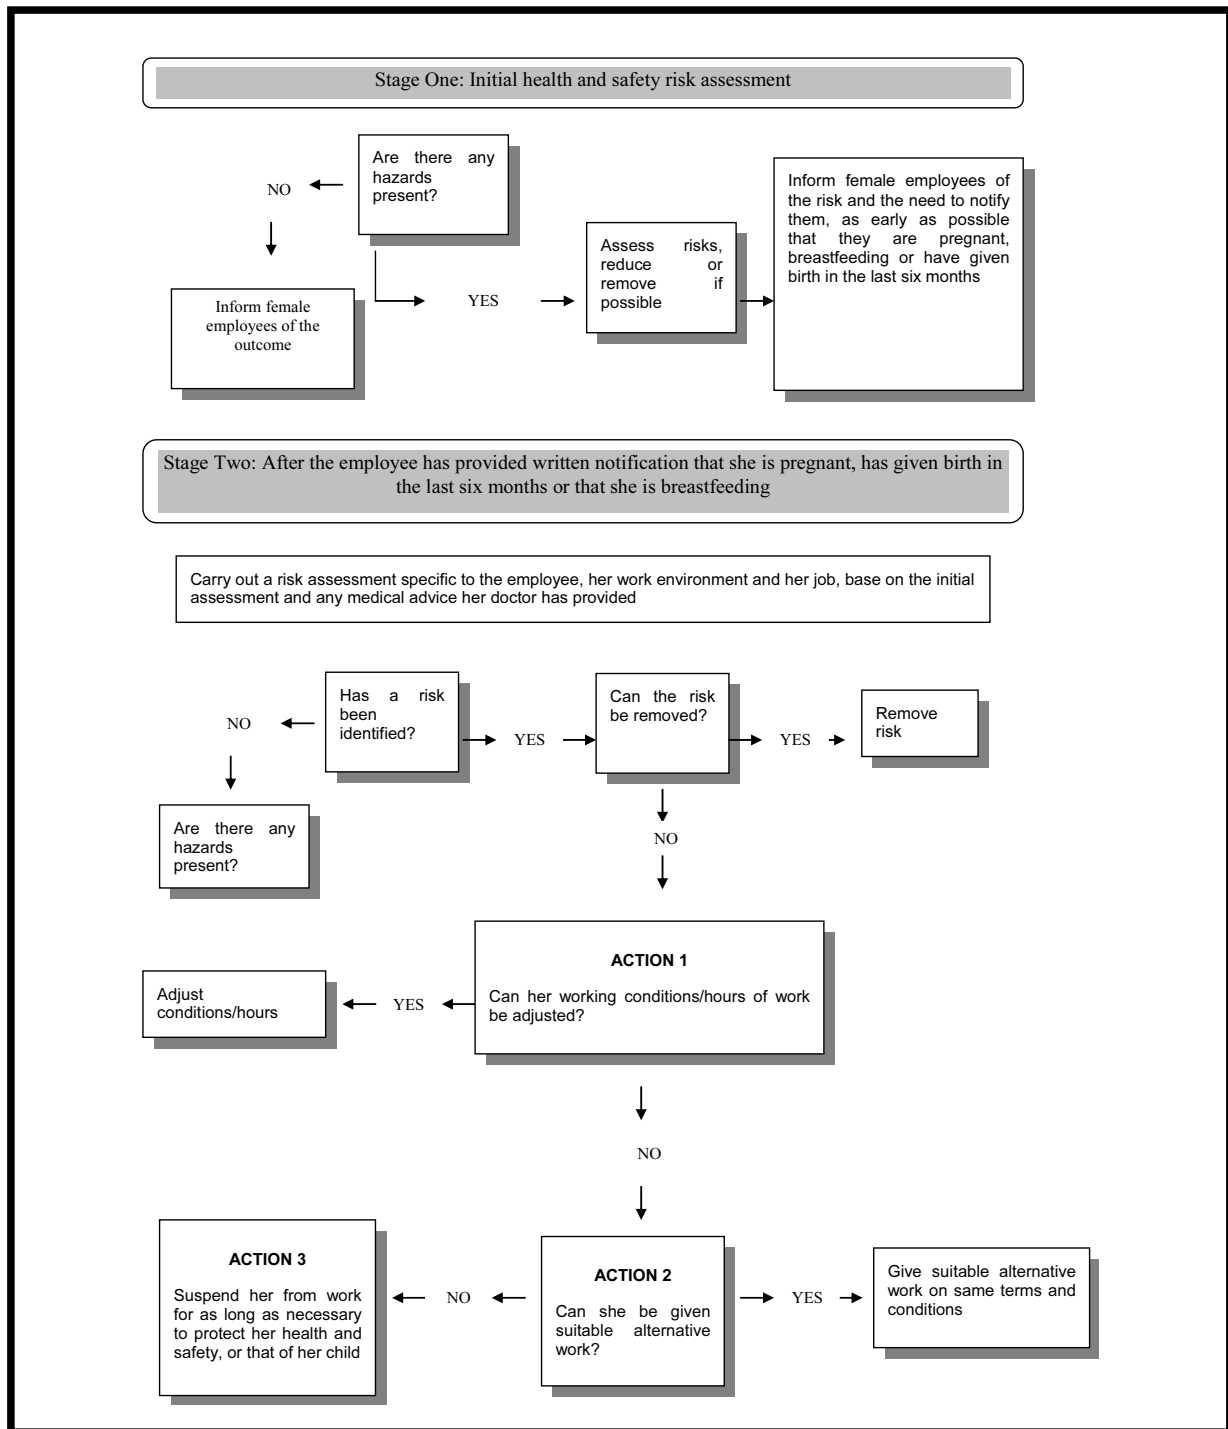 Stage One: Initial health and safety risk assessment
Are there any
hazards
present?
NO
Inform female
employees of the
outcome
YES
Assess risks,
reduce or
remove if
possible
Inform female employees of
the risk and the need to notify
them, as early as possible
that they are pregnant,
breastfeeding or have given
birth in the last six months
Stage Two: After the employee has provided written notification that she is pregnant, has given birth in
the last six months or that she is breastfeeding
Carry out a risk assessment specific to the employee, her work environment and her job, base on the initial
assessment and any medical advice her doctor has provided
Has a risk
been
identified?
NO
Are there any
hazards
present?
YES
Can the risk
be removed?
YES
Remove
risk
NO
ACTION 1
Can her working conditions/hours of work
be adjusted?
YES
Adjust
conditions/hours
NO
ACTION 2
Can she be given
suitable alternative
work?
YES
Give suitable alternative
work on same terms and
conditions
NO
ACTION 3
Suspend her from work
for as long as necessary
to protect her health and
safety, or that of her child